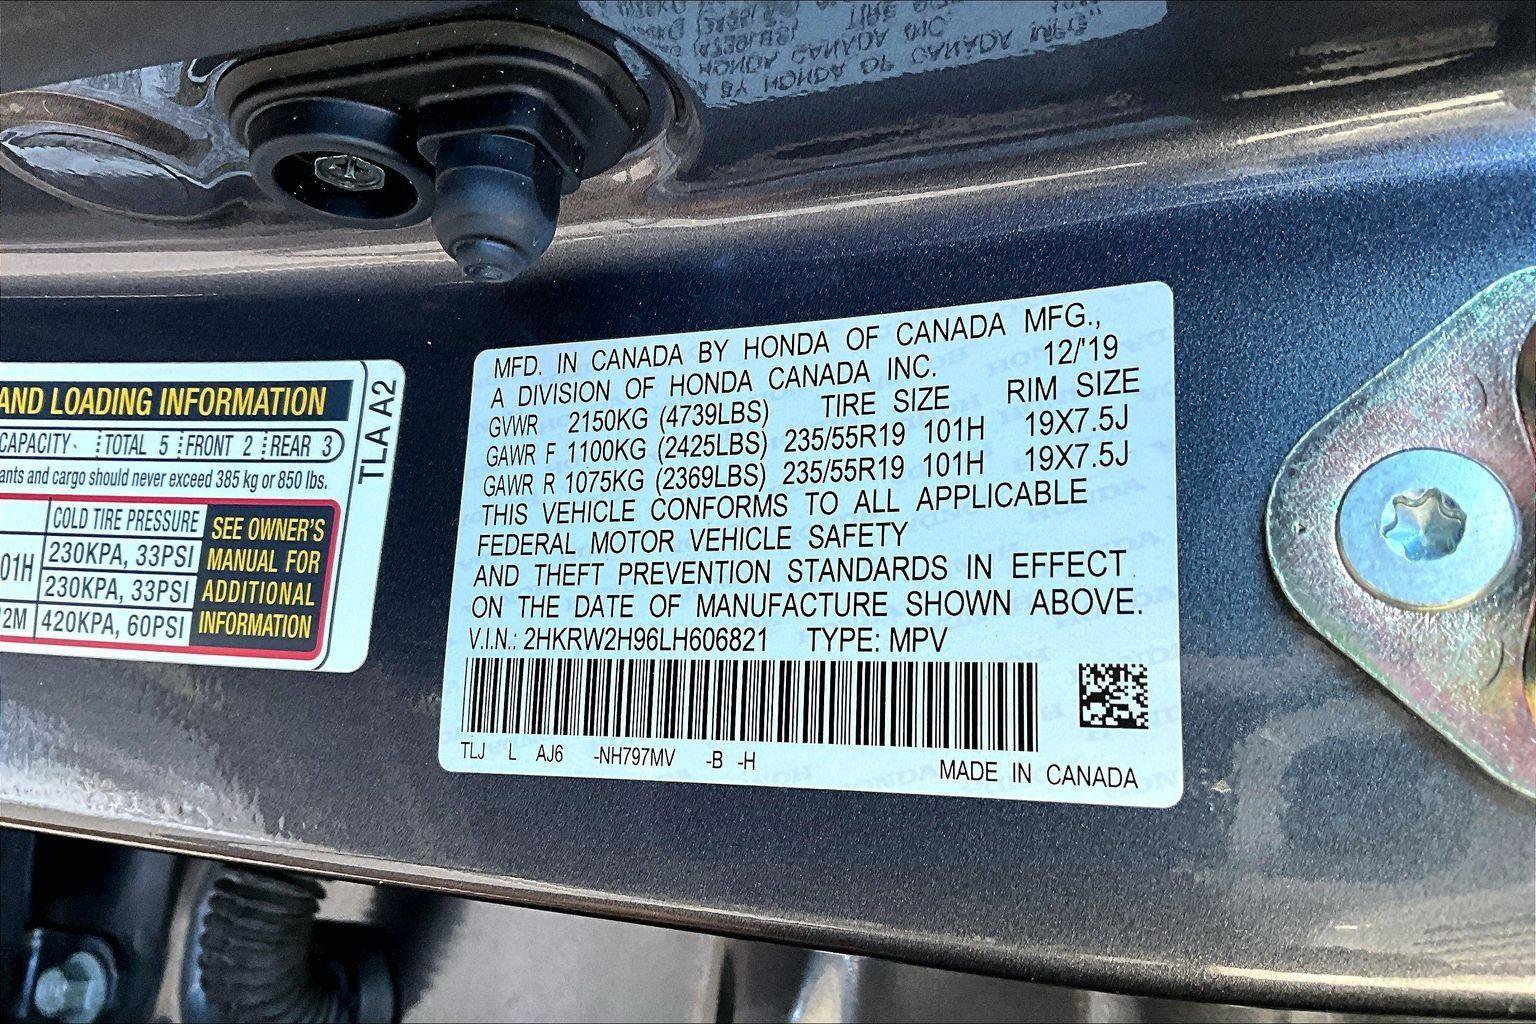 AND LOADING INFORMATION
CAPACITY TOTAL 5 FRONT 2 REAR 3
ants and cargo should never exceed 385 kg or 850 lbs.
COLD TIRE PRESSURE
01H 230KPA, 33PSI
230KPA, 33PSI
2M 420KPA, 60PSI
SEE OWNER'S
MANUAL FOR
ADDITIONAL
INFORMATION
TLA A2
MFD. IN CANADA BY HONDA OF CANADA MFG.,
A DIVISION OF HONDA CANADA INC. 12/'19
GVWR 2150KG (4739LBS) TIRE SIZE RIM SIZE
GAWR F 1100KG (2425LBS) 235/55R19 101H 19X7.5J
GAWR R 1075KG (2369LBS) 235/55R19 101H 19X7.5J
THIS VEHICLE CONFORMS TO ALL APPLICABLE
FEDERAL MOTOR VEHICLE SAFETY
AND THEFT PREVENTION STANDARDS IN EFFECT
ON THE DATE OF MANUFACTURE SHOWN ABOVE.
V.I.N.: 2HKRW2H96LH606821 TYPE: MPV
TLJ L AJ6 -NH797MV -B -H
MADE IN CANADA